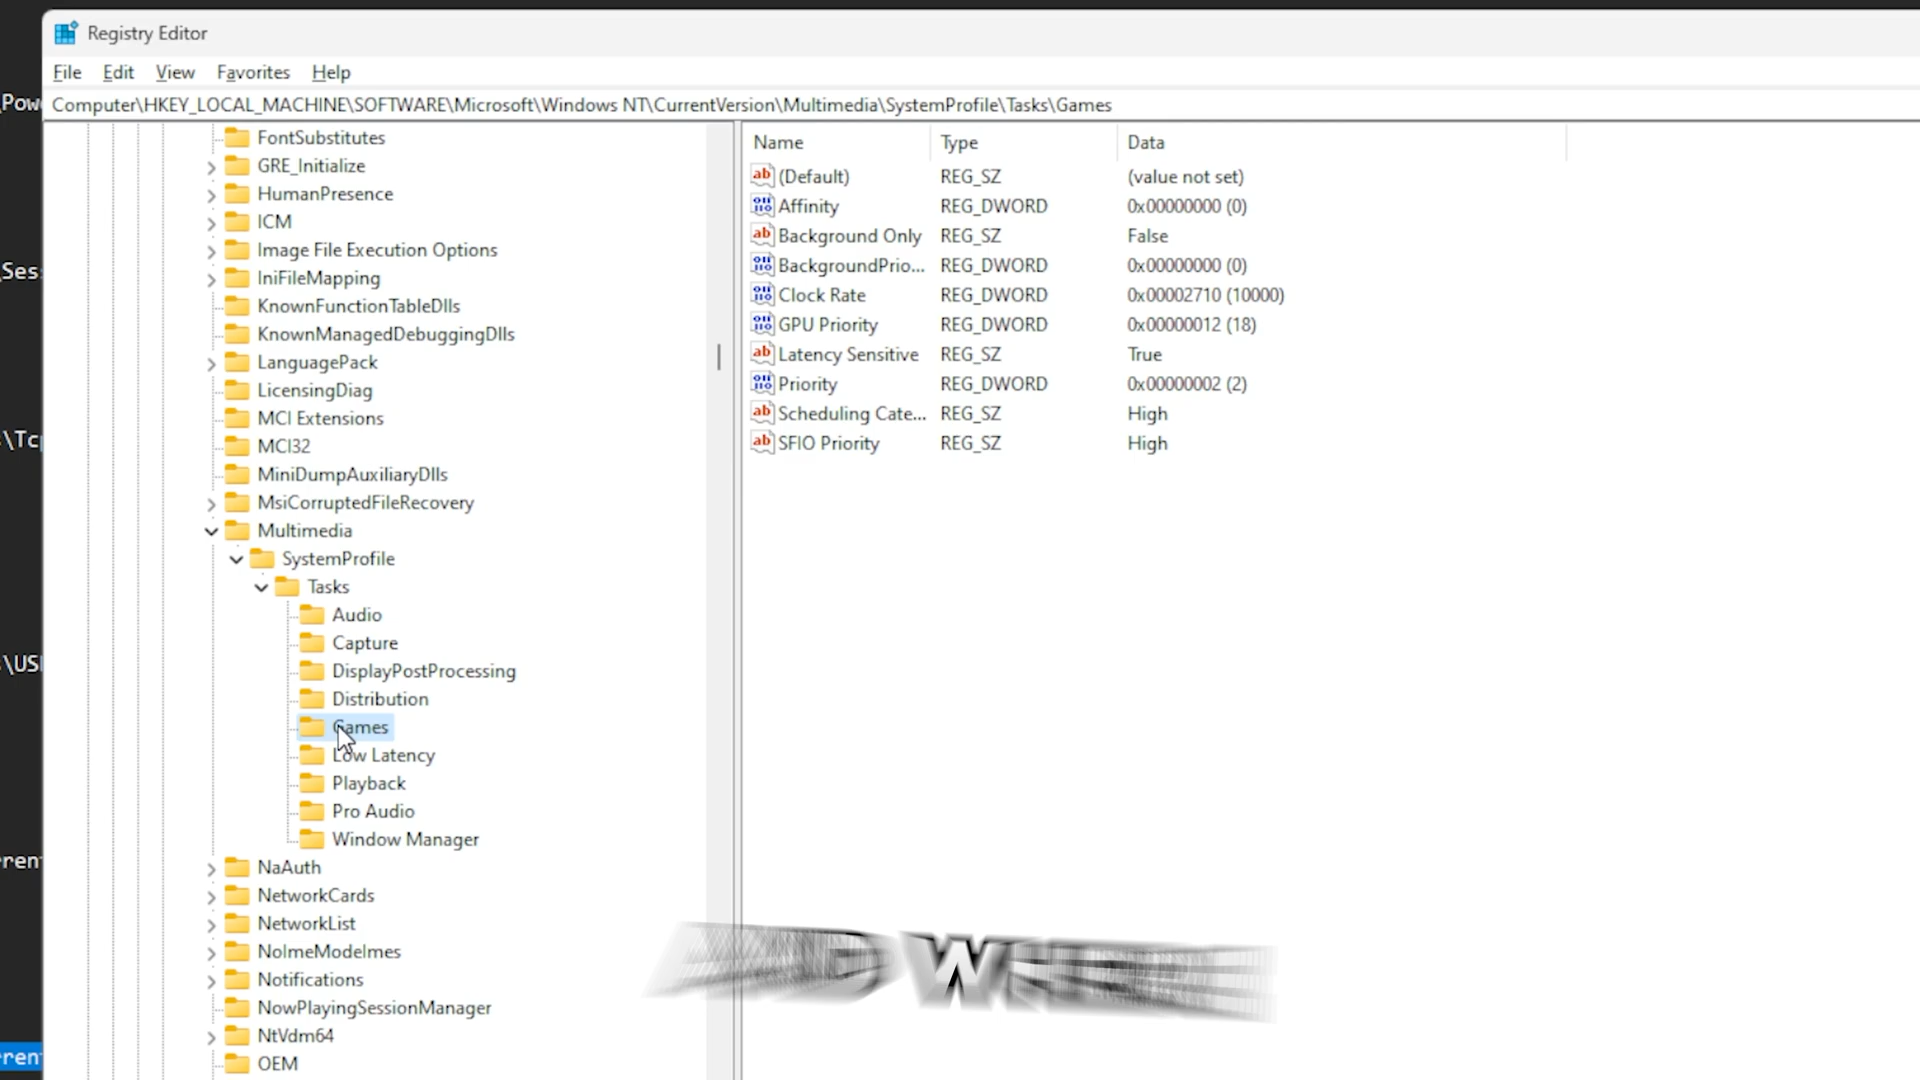 Registry Editor
File Edit View Favorites Help
Computer\HKEY_LOCAL_MACHINE\SOFTWARE\Microsoft\Windows NT\CurrentVersion\Multimedia\SystemProfile\Tasks\Games
FontSubstitutes
GRE_Initialize
HumanPresence
ICM
Image File Execution Options
IniFileMapping
KnownFunctionTableDlls
KnownManagedDebuggingDlls
LanguagePack
LicensingDiag
MCI Extensions
MCI32
MiniDumpAuxiliaryDlls
MsiCorruptedFileRecovery
Multimedia
SystemProfile
Tasks
Audio
Capture
DisplayPostProcessing
Distribution
Games
Low Latency
Playback
Pro Audio
Window Manager
NaAuth
NetworkCards
NetworkList
NoImeModeImes
Notifications
NowPlayingSessionManager
NtVdm64
OEM
Name Type Data
(Default) REG_SZ (value not set)
Affinity REG_DWORD 0x00000000 (0)
Background Only REG_SZ False
BackgroundPrio... REG_DWORD 0x00000000 (0)
Clock Rate REG_DWORD 0x00002710 (10000)
GPU Priority REG_DWORD 0x00000012 (18)
Latency Sensitive REG_SZ True
Priority REG_DWORD 0x00000002 (2)
Scheduling Cate... REG_SZ High
SFIO Priority REG_SZ High